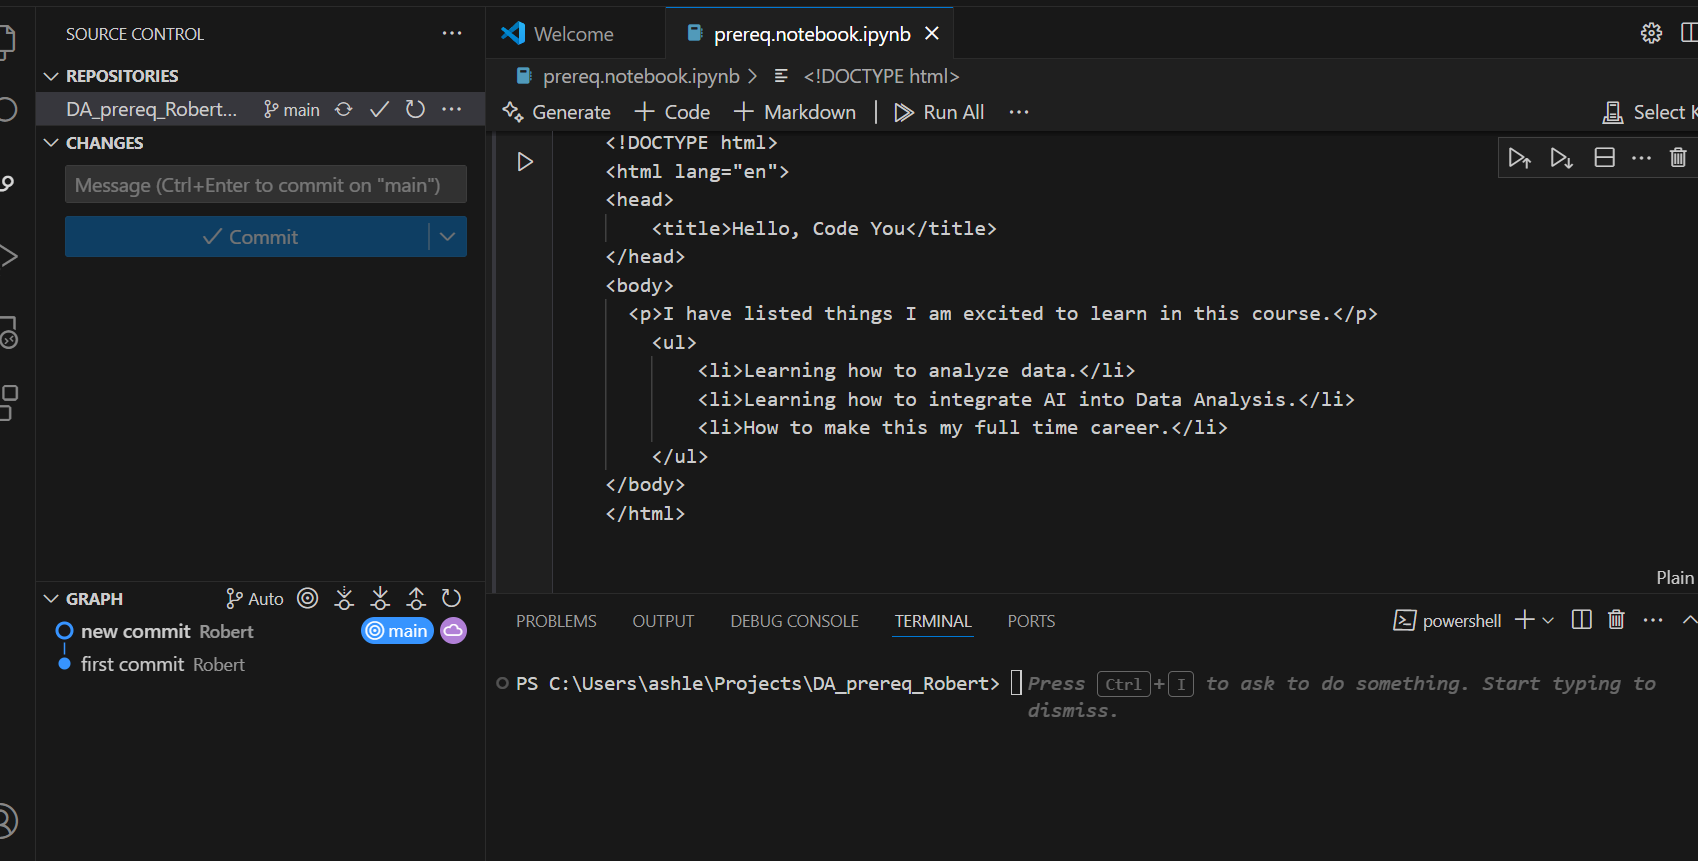 SOURCE CONTROL
REPOSITORIES
DA_prereq_Robert... main
CHANGES
Message (Ctrl+Enter to commit on "main")
Commit
GRAPH Auto
new commit Robert main
first commit Robert
Welcome prereq.notebook.ipynb
prereq.notebook.ipynb > <!DOCTYPE html>
Generate + Code + Markdown | Run All ...
Select K
<!DOCTYPE html>
<html lang="en">
<head>
    <title>Hello, Code You</title>
</head>
<body>
  <p>I have listed things I am excited to learn in this course.</p>
    <ul>
        <li>Learning how to analyze data.</li>
        <li>Learning how to integrate AI into Data Analysis.</li>
        <li>How to make this my full time career.</li>
    </ul>
</body>
</html>
Plain
PROBLEMS OUTPUT DEBUG CONSOLE TERMINAL PORTS powershell
PS C:\Users\ashle\Projects\DA_prereq_Robert> Press Ctrl+I to ask to do something. Start typing to
dismiss.